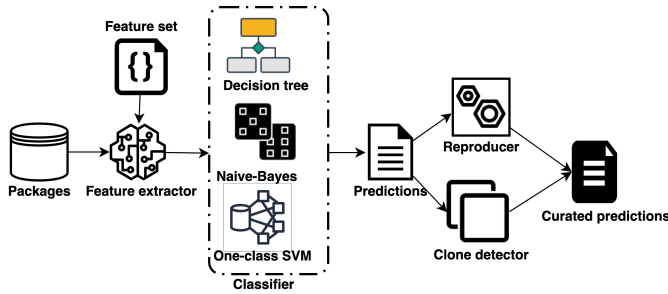 Feature set
{}
Decision tree
Naive-Bayes
One-class SVM
Classifier
Packages
Feature extractor
Predictions
Reproducer
Clone detector
Curated predictions